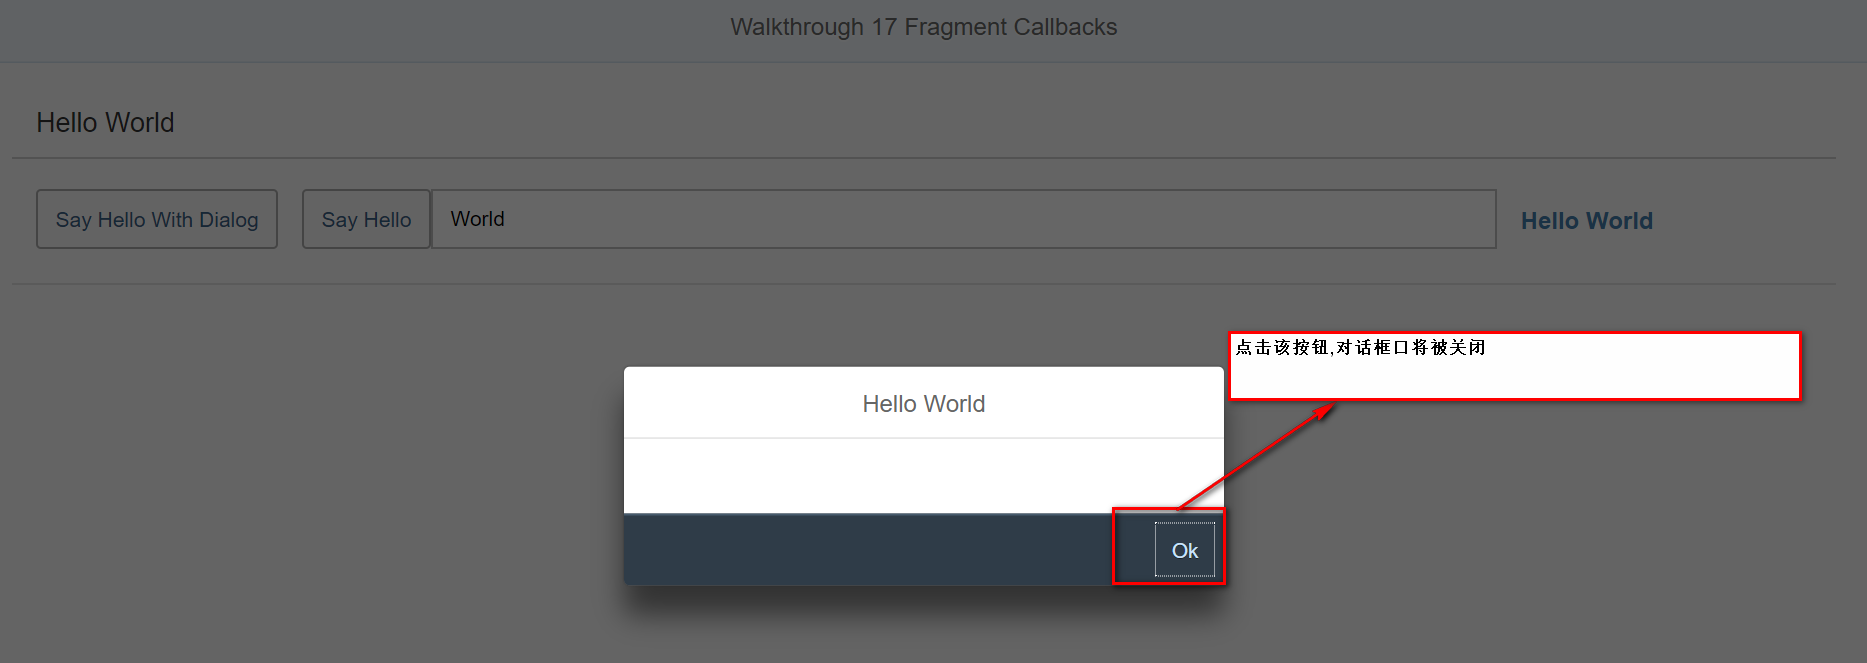 Walkthrough 17 Fragment Callbacks
Hello World
Say Hello With Dialog
Say Hello
World
Hello World
点击该按钮,对话框口将被关闭
Hello World
Ok